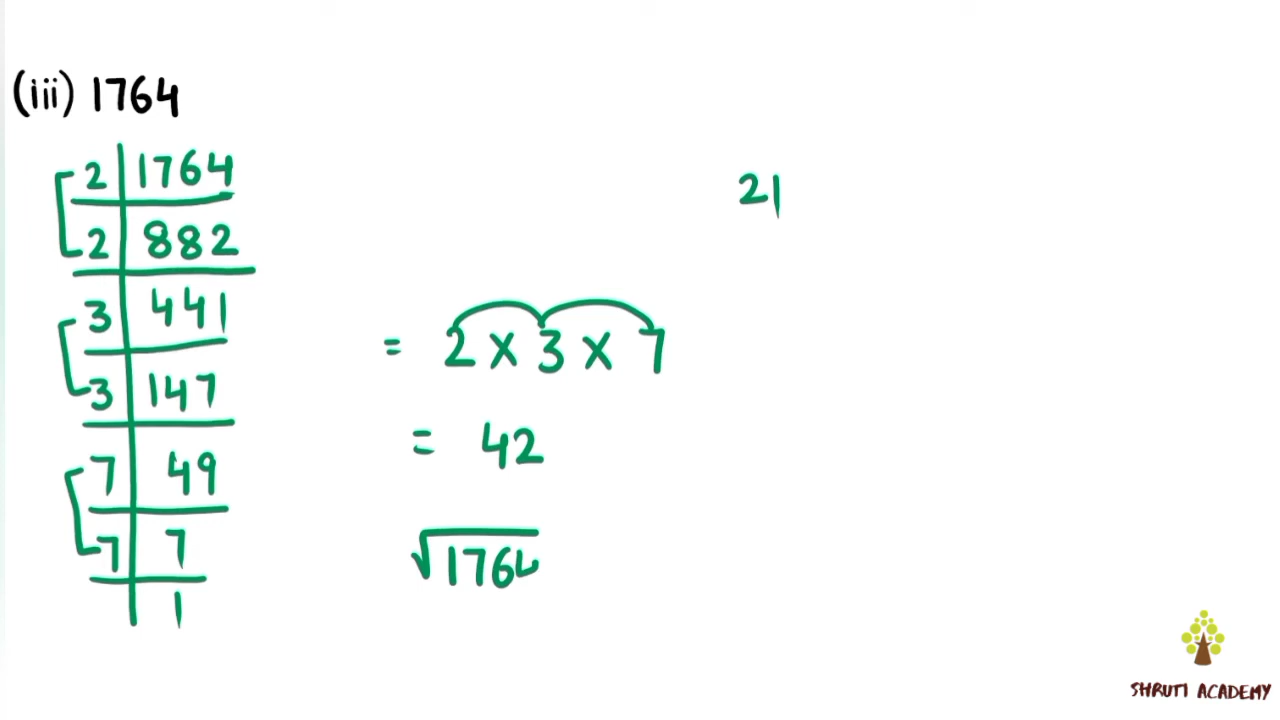 (iii) 1764
2 | 1764
2 | 882
3 | 441
3 | 147
7 | 49
7 | 7
1
21
= 2 × 3 × 7
= 42
√1764
SHRUTI ACADEMY